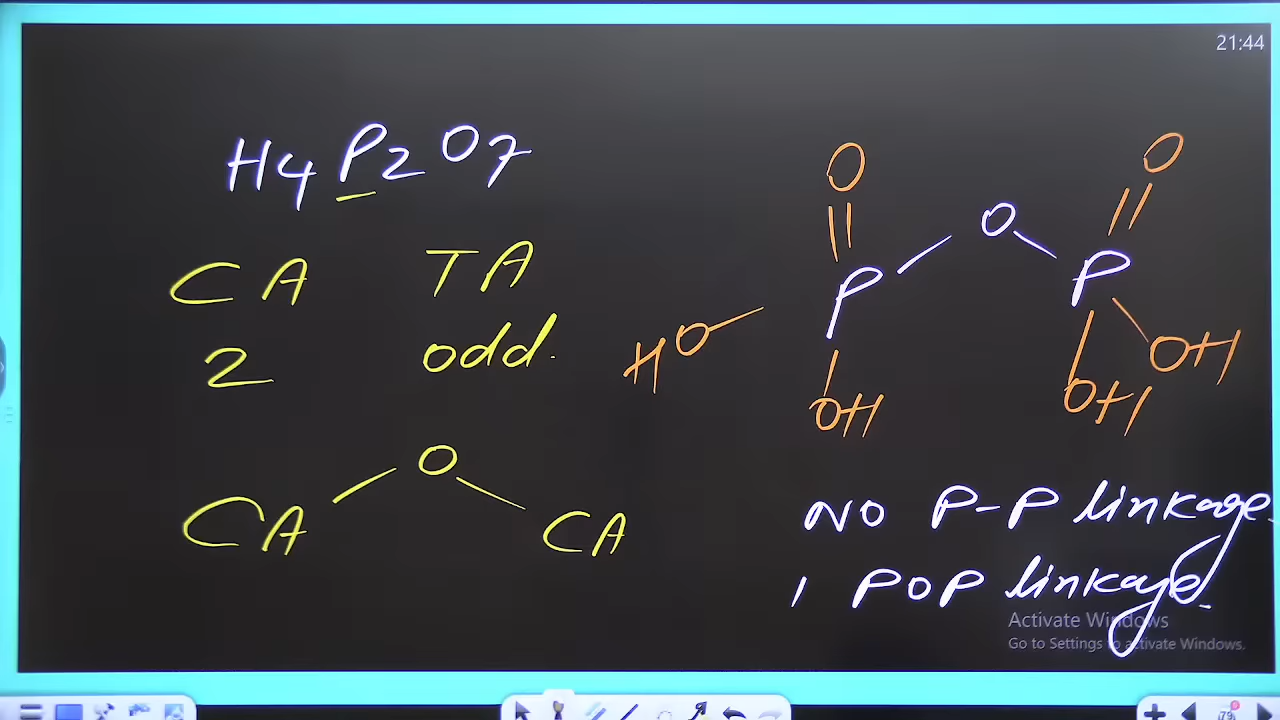 21:44
H4P2O7
CA TA
2 odd.
CA O CA
O O
P O P
HO OH OH OH
NO P-P linkage.
1 POP linkage.
Activate Windows
Go to Settings to activate Windows.
79